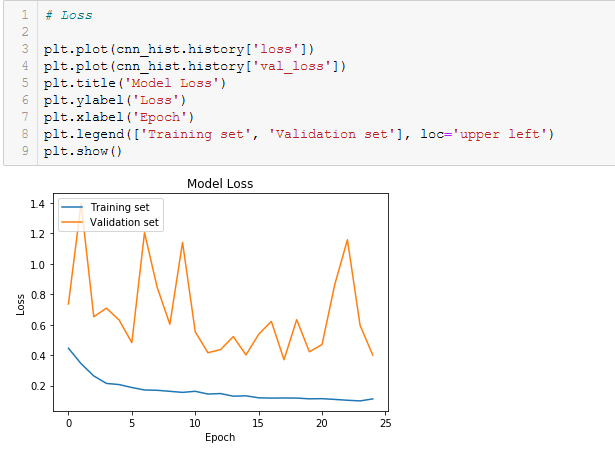 1 # Loss
2
3 plt.plot(cnn_hist.history['loss'])
4 plt.plot(cnn_hist.history['val_loss'])
5 plt.title('Model Loss')
6 plt.ylabel('Loss')
7 plt.xlabel('Epoch')
8 plt.legend(['Training set', 'Validation set'], loc='upper left')
9 plt.show()
Model Loss
Training set
Validation set
1.4
1.2
1.0
0.8
0.6
0.4
0.2
Loss
0 5 10 15 20 25
Epoch